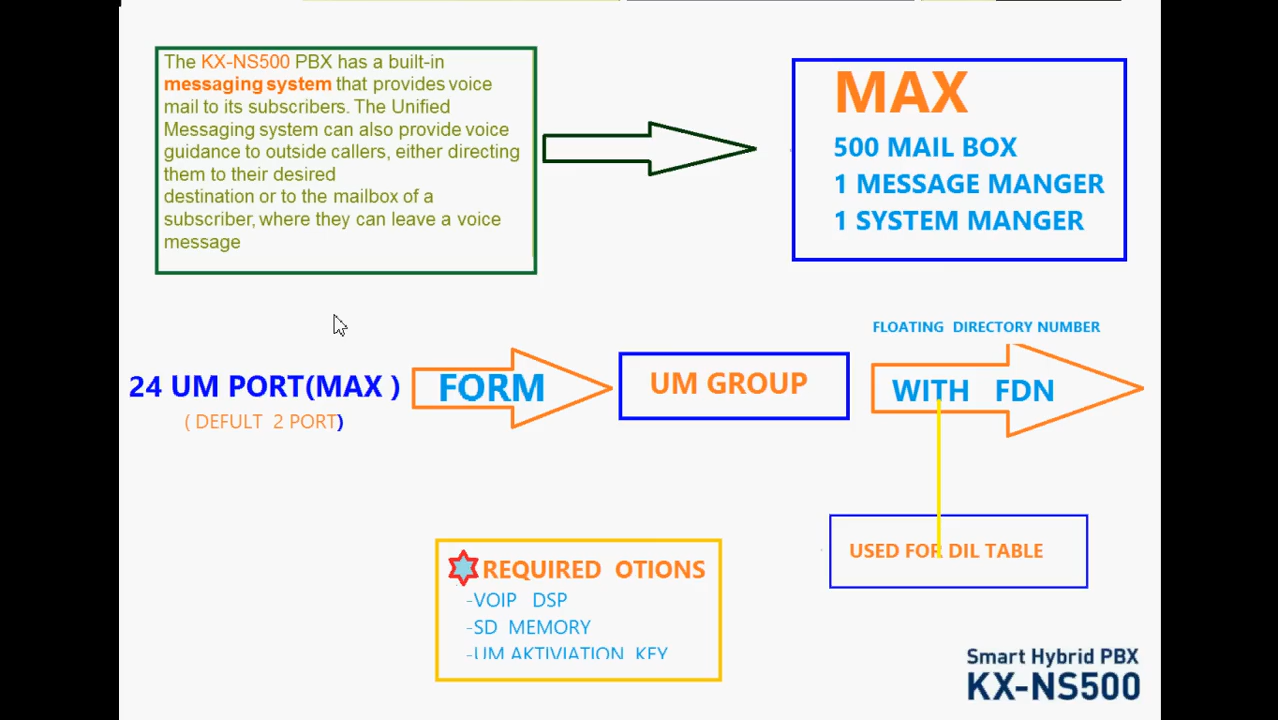 The KX-NS500 PBX has a built-in
messaging system that provides voice
mail to its subscribers. The Unified
Messaging system can also provide voice
guidance to outside callers, either directing
them to their desired
destination or to the mailbox of a
subscriber, where they can leave a voice
message
MAX
500 MAIL BOX
1 MESSAGE MANGER
1 SYSTEM MANGER
FLOATING DIRECTORY NUMBER
24 UM PORT(MAX )
( DEFULT 2 PORT)
FORM
UM GROUP
WITH FDN
USED FOR DIL TABLE
REQUIRED OTIONS
-VOIP DSP
-SD MEMORY
-UM AKTIVIATION KEY
Smart Hybrid PBX
KX-NS500